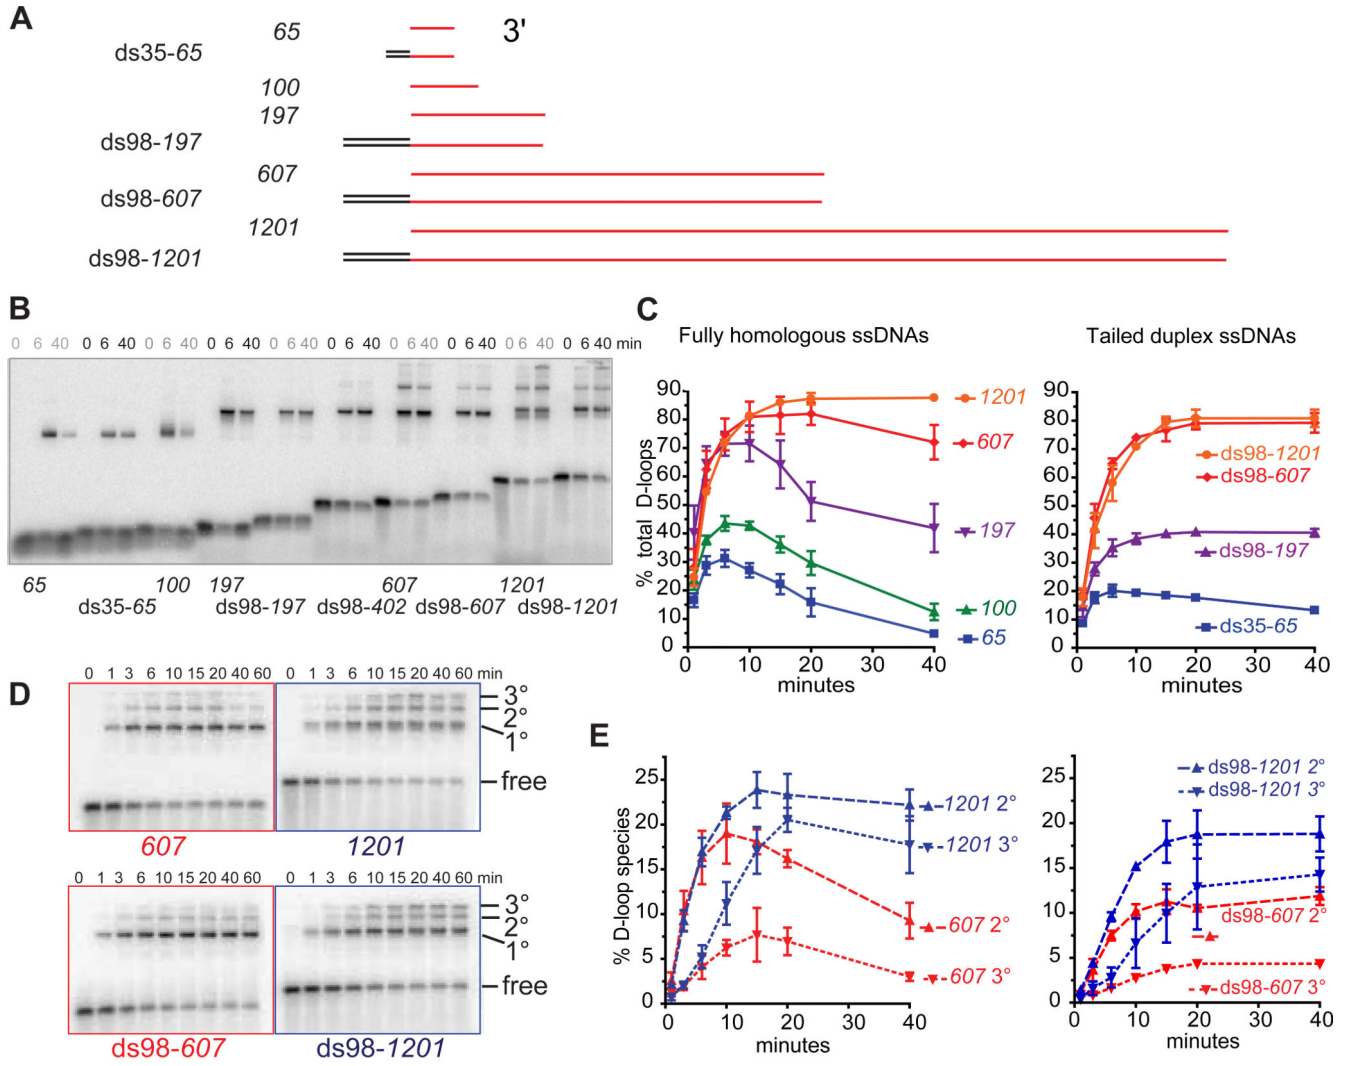 A
65
3'
ds35-65
100
197
ds98-197
607
ds98-607
1201
ds98-1201
B
0 6 40 0 6 40 0 6 40 0 6 40 0 6 40 0 6 40 0 6 40 0 6 40 0 6 40 0 6 40 min
65 100 197 607 1201
ds35-65 ds98-197 ds98-402 ds98-607 ds98-1201
C
Fully homologous ssDNAs
% total D-loops
90
80
70
60
50
40
30
20
10
0
0 10 20 30 40
minutes
1201
607
197
100
65
Tailed duplex ssDNAs
90
80
70
60
50
40
30
20
10
0
0 10 20 30 40
minutes
ds98-1201
ds98-607
ds98-197
ds35-65
D
0 1 3 6 10 15 20 40 60 0 1 3 6 10 15 20 40 60 min
3°
2°
1°
free
607 1201
0 1 3 6 10 15 20 40 60 0 1 3 6 10 15 20 40 60 min
3°
2°
1°
free
ds98-607 ds98-1201
E
% D-loop species
25
20
15
10
5
0
0 10 20 30 40
minutes
1201 2°
1201 3°
607 2°
607 3°
25
20
15
10
5
0
0 10 20 30 40
minutes
ds98-1201 2°
ds98-1201 3°
ds98-607 2°
ds98-607 3°